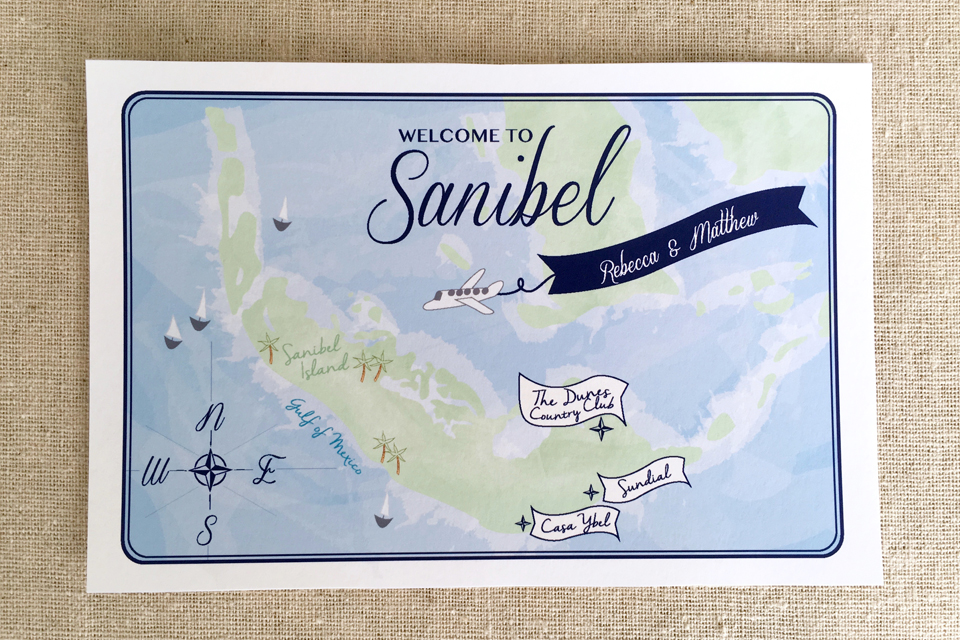 WELCOME TO
Sanibel
Rebecca & Matthew
Sanibel
Island
The Dunes
Country Club
Gulf of Mexico
N
W E
S
Sundial
Casa Ybel